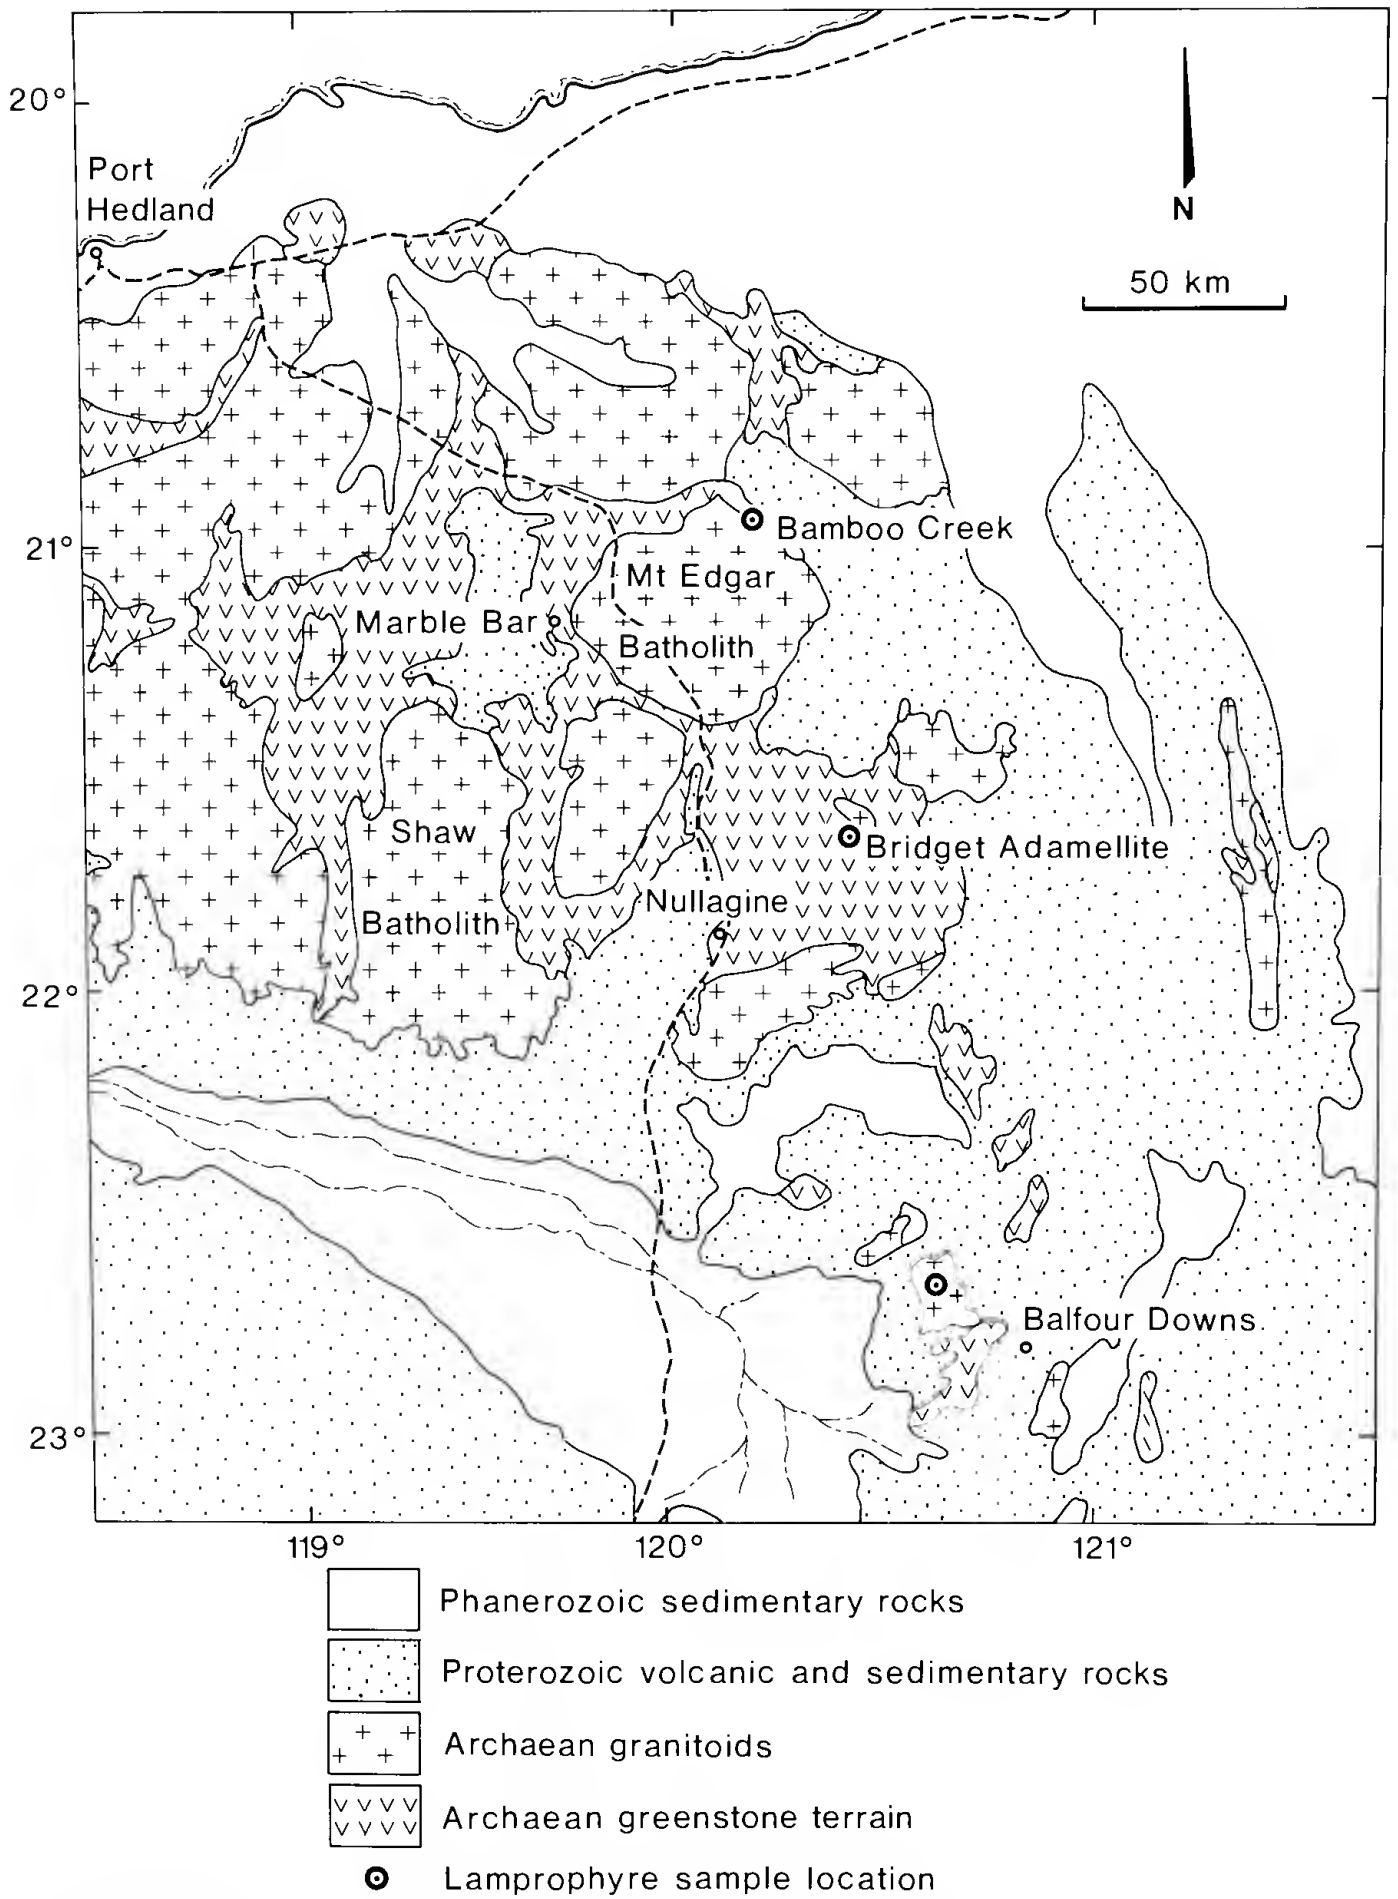 20°
Port
Hedland
N
50 km
Bamboo Creek
21°
Mt Edgar
Marble Bar
Batholith
Shaw
Bridget Adamellite
Nullagine
Batholith
22°
Balfour Downs
23°
119°
120°
121°
Phanerozoic sedimentary rocks
Proterozoic volcanic and sedimentary rocks
Archaean granitoids
Archaean greenstone terrain
Lamprophyre sample location